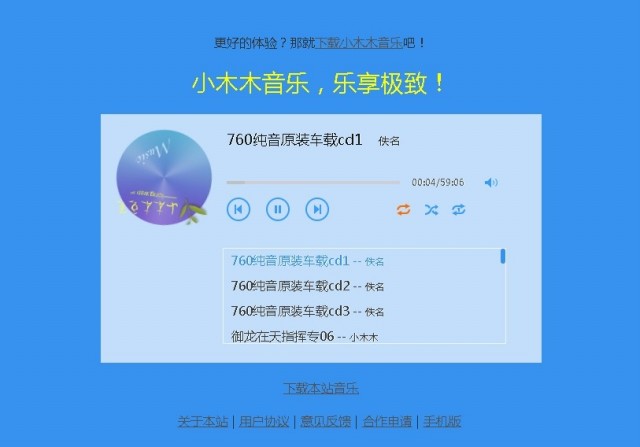 更好的体验？那就下载小木木音乐吧！
小木木音乐，乐享极致！
760纯音原装车载cd1 佚名
00:04/59:06
Music
760纯音原装车载cd1 -- 佚名
760纯音原装车载cd2 -- 佚名
760纯音原装车载cd3 -- 佚名
御龙在天指挥专06 -- 小木木
下载本站音乐
关于本站 | 用户协议 | 意见反馈 | 合作申请 | 手机版